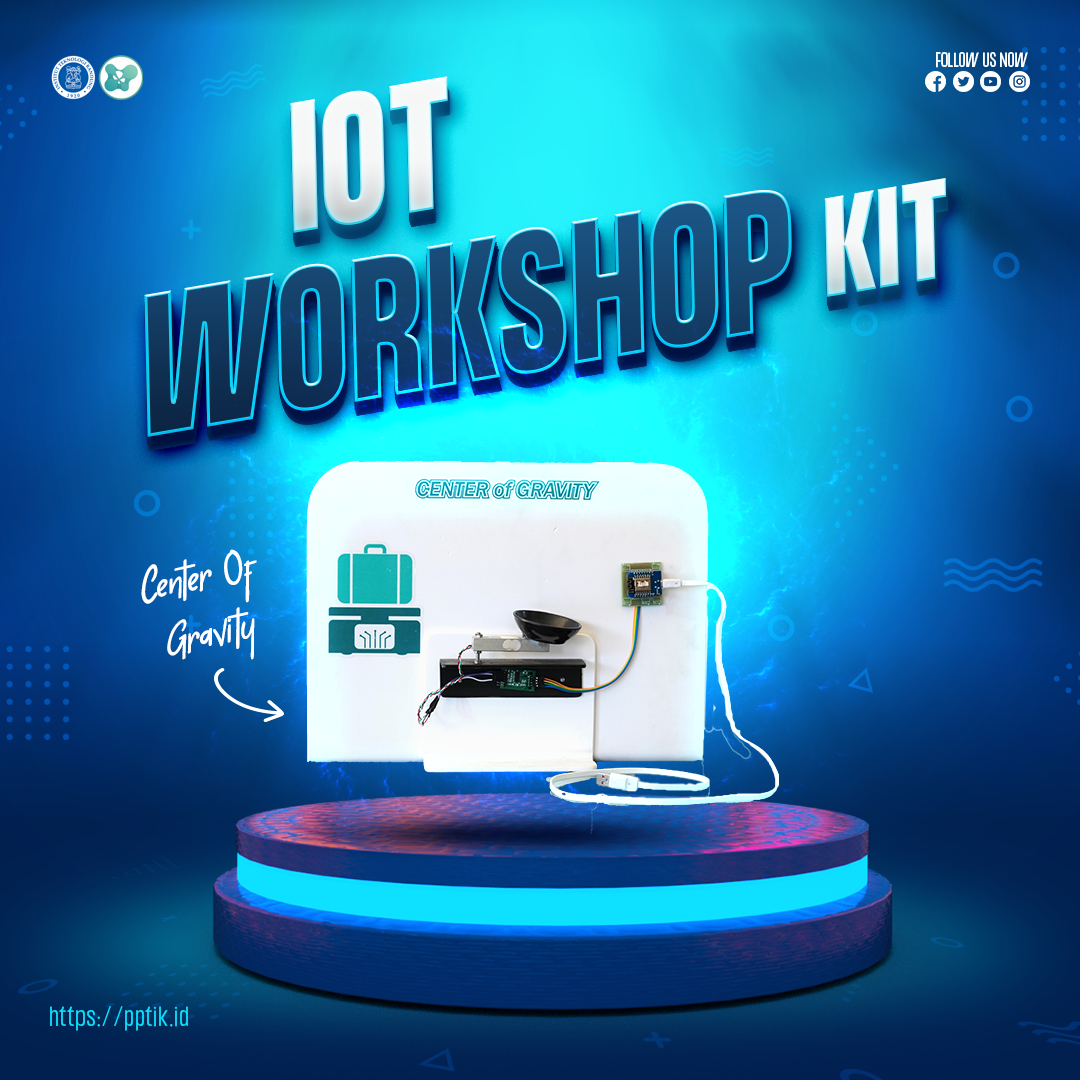 FOLLOW US NOW
IOT
WORKSHOP KIT
CENTER of GRAVITY
Center Of
Gravity
https://pptik.id